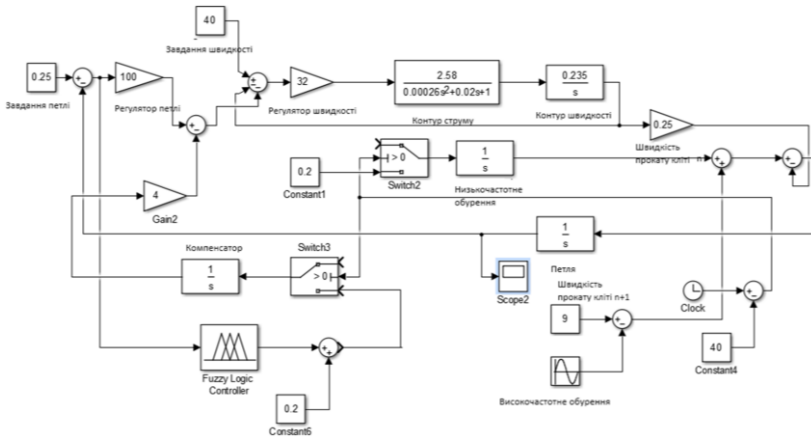 40
Завдання швидкості
0.25
Завдання петлі
100
Регулятор петлі
32
Регулятор швидкості
2.58
0.00026s²+0.02s+1
Контур струму
0.235
s
Контур швидкості
0.25
Швидкість
прокату кліті n
0.2
Constant1
> 0
Switch2
1
s
Низькочастотне
обурення
4
Gain2
Компенсатор
1
s
Switch3
> 0
1
s
Петля
Scope2
Швидкість
прокату кліті n+1
9
Clock
40
Constant4
Fuzzy Logic
Controller
0.2
Constant6
Високочастотне обурення